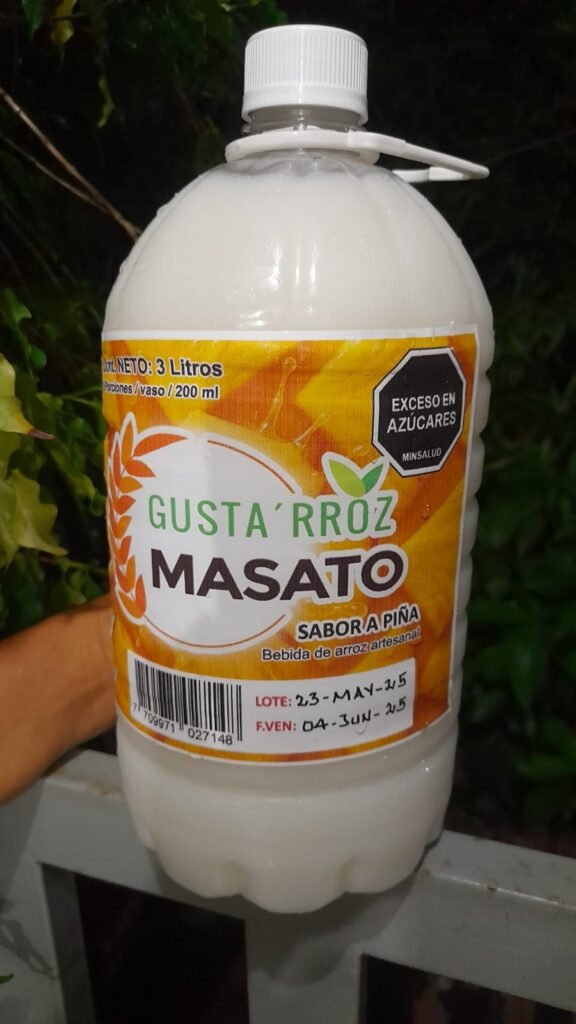 Cont. NETO: 3 Litros
Porciones / vaso / 200 ml
EXCESO EN
AZÚCARES
MINSALUD
GUSTA´RROZ
MASATO
SABOR A PIÑA
Bebida de arroz artesanal
LOTE: 23-MAY-25
F.VEN: 04-JUN-25
7 709971 027148